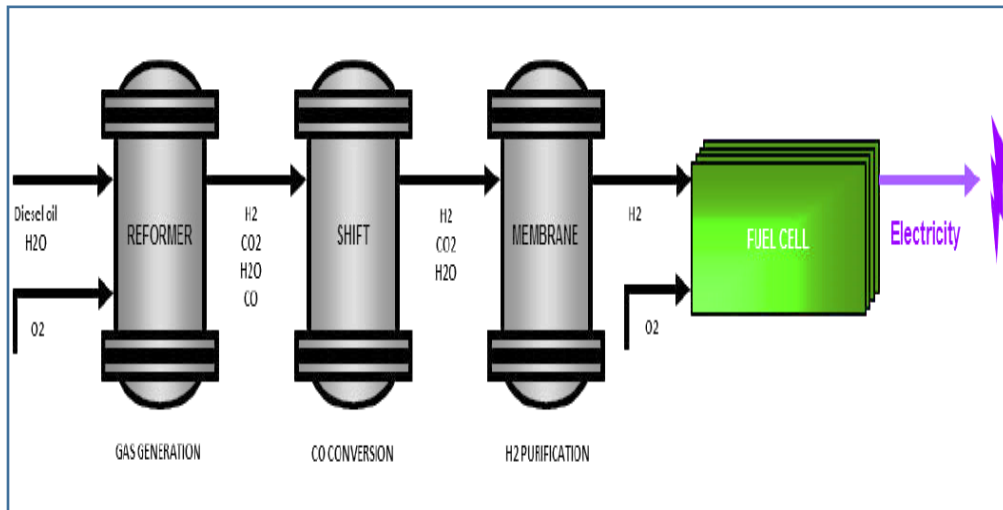 Diesel oil
H2O
O2
REFORMER
GAS GENERATION
H2
CO2
H2O
CO
SHIFT
CO CONVERSION
H2
CO2
H2O
MEMBRANE
H2 PURIFICATION
H2
O2
FUEL CELL
Electricity